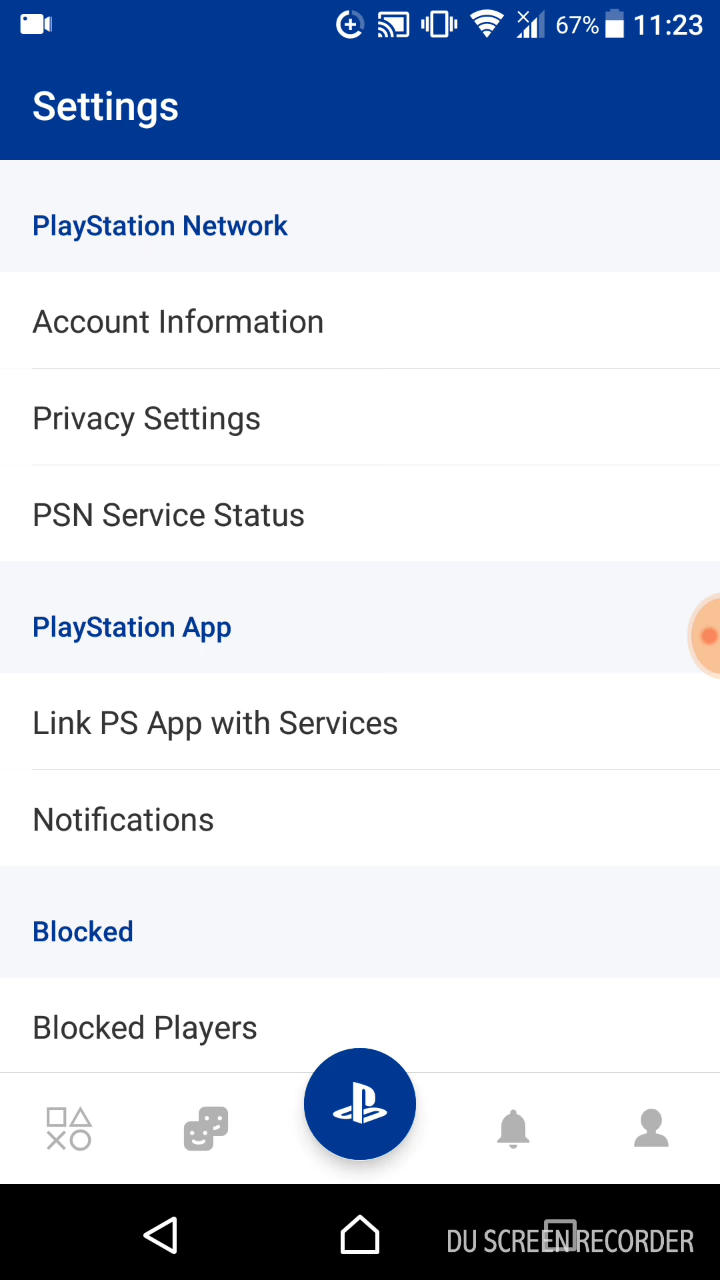 67% 11:23
Settings
PlayStation Network
Account Information
Privacy Settings
PSN Service Status
PlayStation App
Link PS App with Services
Notifications
Blocked
Blocked Players
DU SCREEN RECORDER